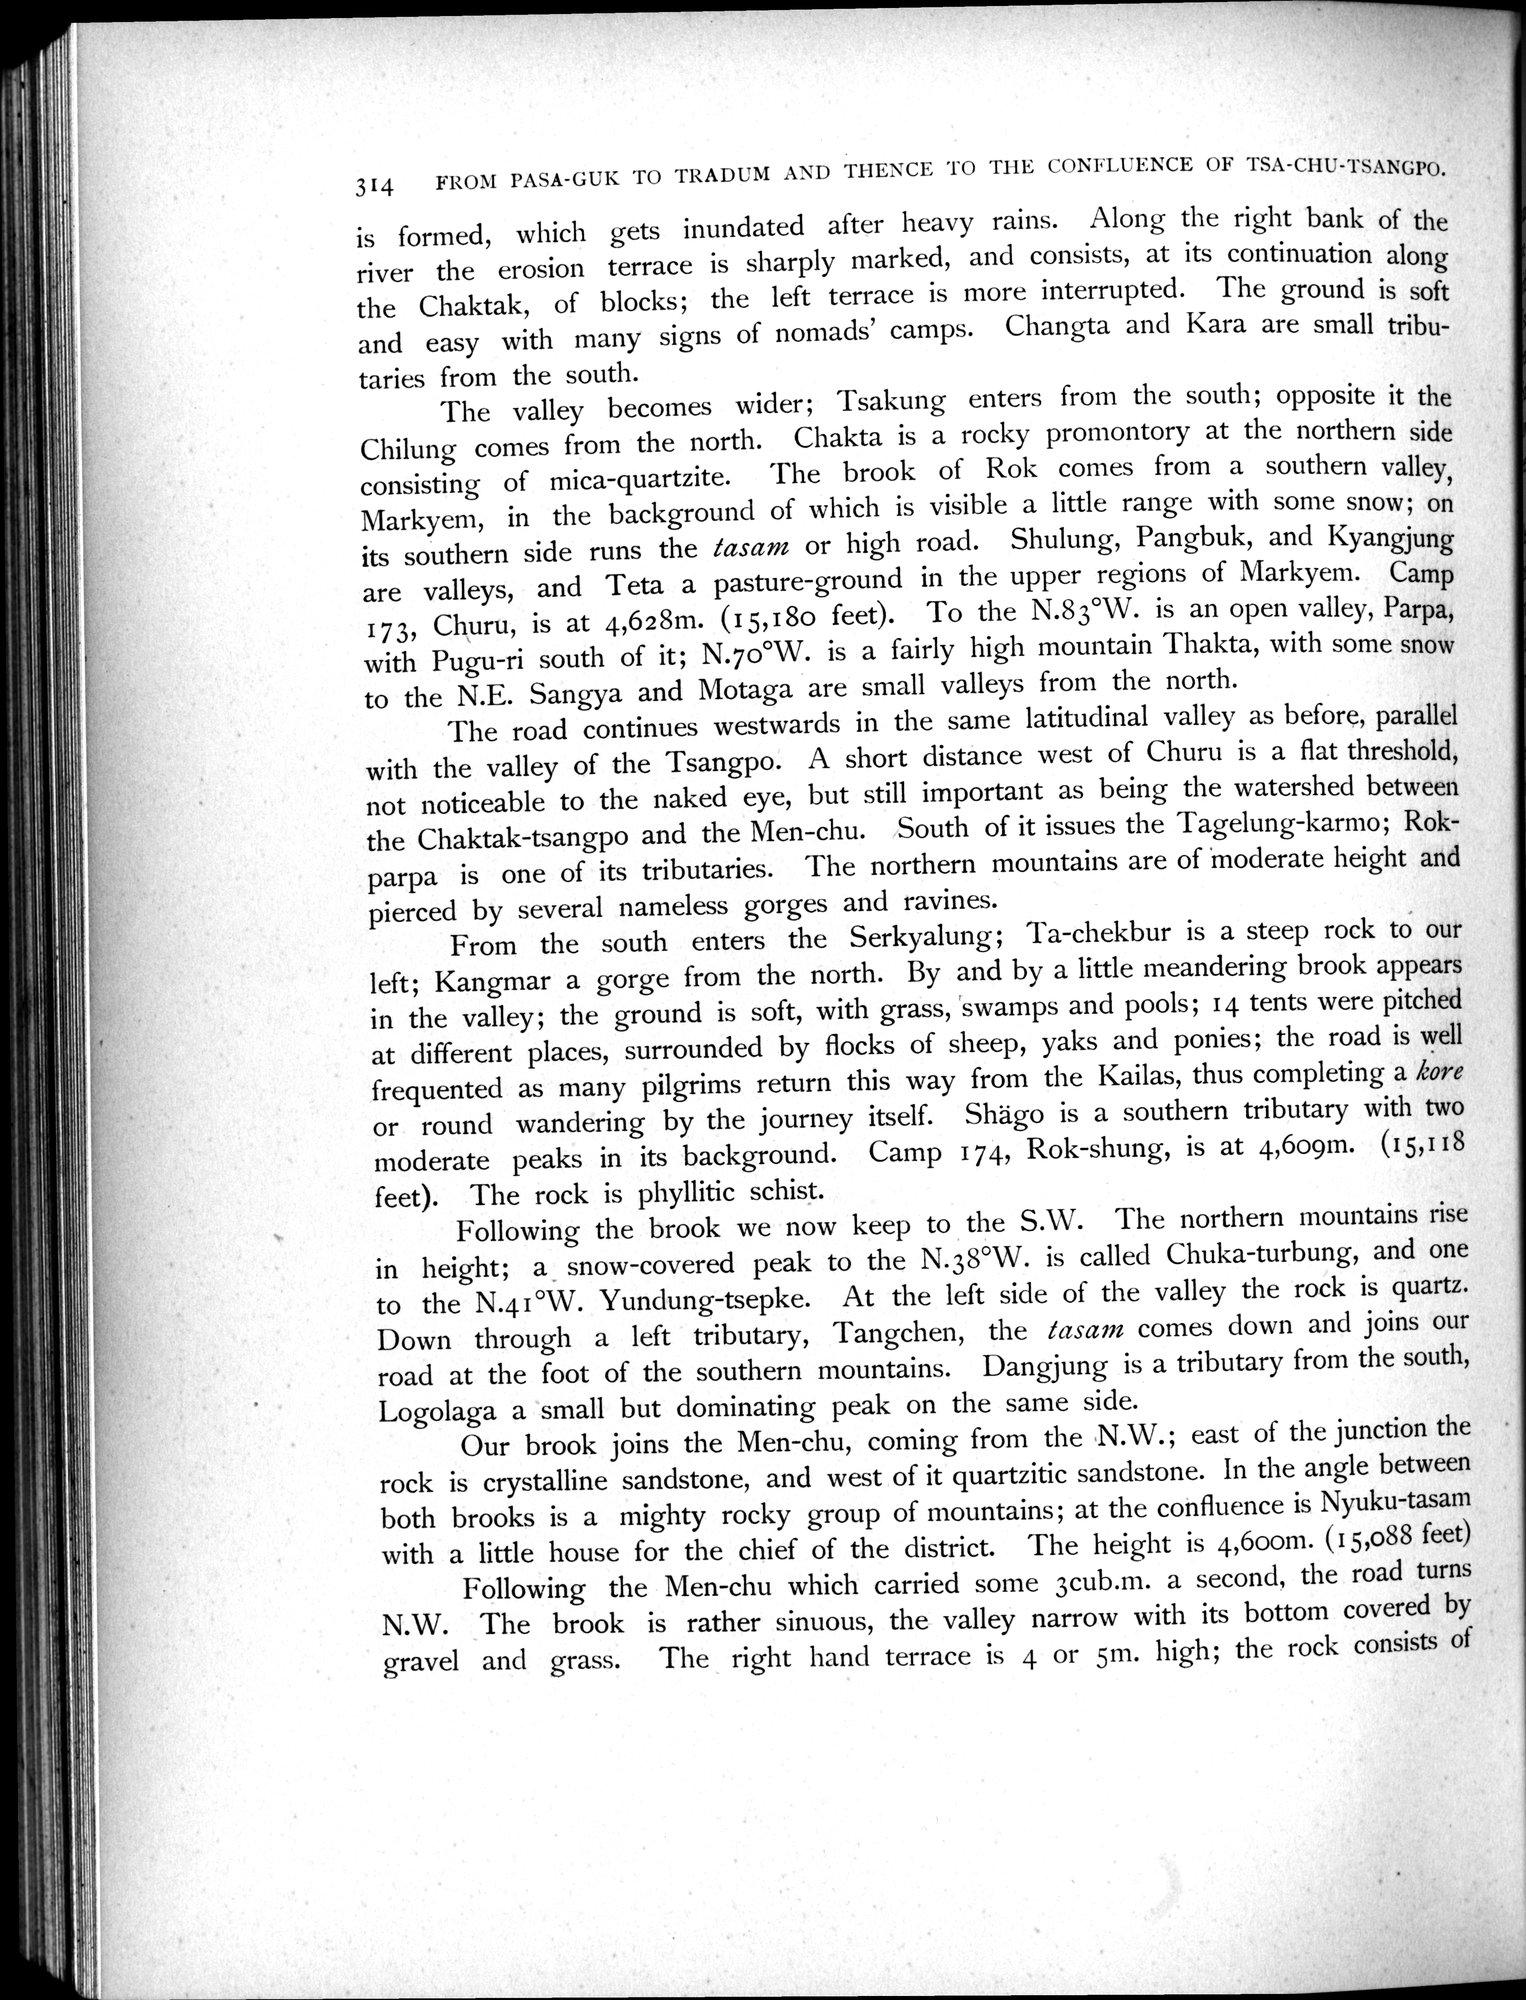 314 FROM PASA-GUK TO TRADUM AND THENCE TO THE CONFLUENCE OF TSA-CHU-TSANGPO.
is formed, which gets inundated after heavy rains. Along the right bank of the
river the erosion terrace is sharply marked, and consists, at its continuation along
the Chaktak, of blocks; the left terrace is more interrupted. The ground is soft
and easy with many signs of nomads' camps. Changta and Kara are small tribu-
taries from the south.
The valley becomes wider; Tsakung enters from the south; opposite it the
Chilung comes from the north. Chakta is a rocky promontory at the northern side
consisting of mica-quartzite. The brook of Rok comes from a southern valley,
Markyem, in the background of which is visible a little range with some snow; on
its southern side runs the tasam or high road. Shulung, Pangbuk, and Kyangjung
are valleys, and Teta a pasture-ground in the upper regions of Markyem. Camp
173, Churu, is at 4,628m. (15,180 feet). To the N.83°W. is an open valley, Parpa,
with Pugu-ri south of it; N.70°W. is a fairly high mountain Thakta, with some snow
to the N.E. Sangya and Motaga are small valleys from the north.
The road continues westwards in the same latitudinal valley as before, parallel
with the valley of the Tsangpo. A short distance west of Churu is a flat threshold,
not noticeable to the naked eye, but still important as being the watershed between
the Chaktak-tsangpo and the Men-chu. South of it issues the Tagelung-karmo; Rok-
parpa is one of its tributaries. The northern mountains are of moderate height and
pierced by several nameless gorges and ravines.
From the south enters the Serkyalung; Ta-chekbur is a steep rock to our
left; Kangmar a gorge from the north. By and by a little meandering brook appears
in the valley; the ground is soft, with grass, swamps and pools; 14 tents were pitched
at different places, surrounded by flocks of sheep, yaks and ponies; the road is well
frequented as many pilgrims return this way from the Kailas, thus completing a kore
or round wandering by the journey itself. Shägo is a southern tributary with two
moderate peaks in its background. Camp 174, Rok-shung, is at 4,609m. (15,118
feet). The rock is phyllitic schist.
Following the brook we now keep to the S.W. The northern mountains rise
in height; a snow-covered peak to the N.38°W. is called Chuka-turbung, and one
to the N.41°W. Yundung-tsepke. At the left side of the valley the rock is quartz.
Down through a left tributary, Tangchen, the tasam comes down and joins our
road at the foot of the southern mountains. Dangjung is a tributary from the south,
Logolaga a small but dominating peak on the same side.
Our brook joins the Men-chu, coming from the N.W.; east of the junction the
rock is crystalline sandstone, and west of it quartzitic sandstone. In the angle between
both brooks is a mighty rocky group of mountains; at the confluence is Nyuku-tasam
with a little house for the chief of the district. The height is 4,600m. (15,088 feet)
Following the Men-chu which carried some 3cub.m. a second, the road turns
N.W. The brook is rather sinuous, the valley narrow with its bottom covered by
gravel and grass. The right hand terrace is 4 or 5m. high; the rock consists of